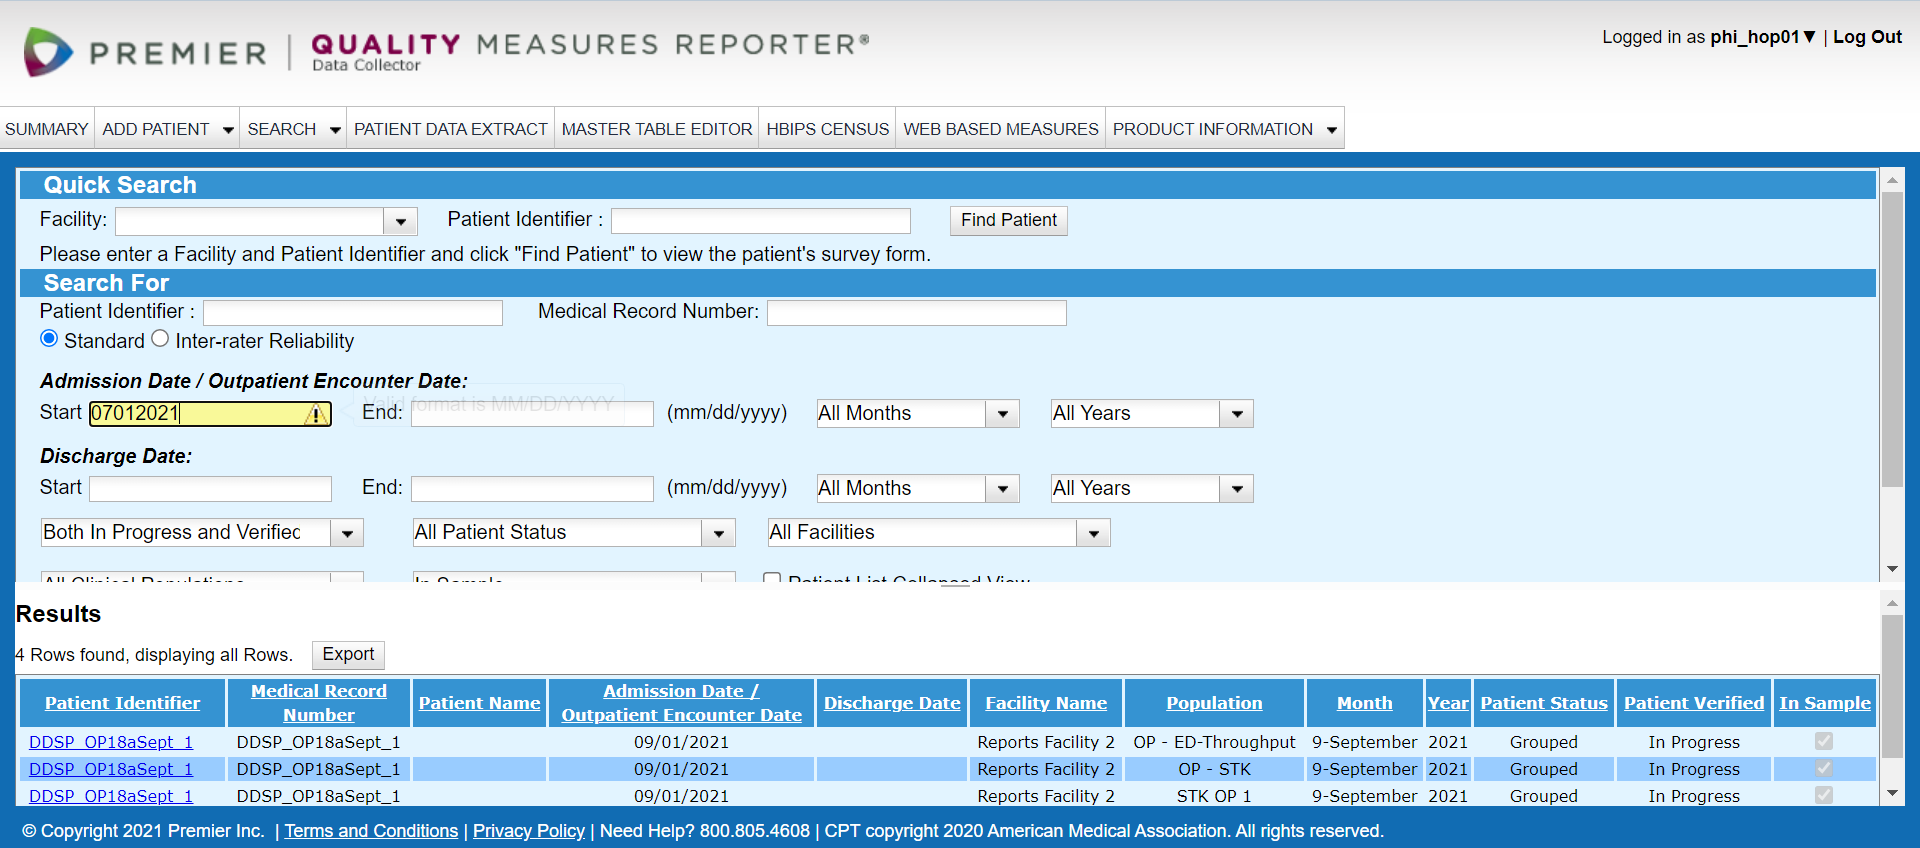 PREMIER | QUALITY MEASURES REPORTER®
Data Collector
Logged in as phi_hop01▼ | Log Out
SUMMARY ADD PATIENT SEARCH PATIENT DATA EXTRACT MASTER TABLE EDITOR HBIPS CENSUS WEB BASED MEASURES PRODUCT INFORMATION
Quick Search
Facility: Patient Identifier : Find Patient
Please enter a Facility and Patient Identifier and click "Find Patient" to view the patient's survey form.
Search For
Patient Identifier : Medical Record Number:
Standard Inter-rater Reliability
Admission Date / Outpatient Encounter Date:
Valid format is MM/DD/YYYY
Start 07012021 End: (mm/dd/yyyy) All Months All Years
Discharge Date:
Start End: (mm/dd/yyyy) All Months All Years
Both In Progress and Verified All Patient Status All Facilities
All Clinical Populations In Sample Patient List Collapsed View
Results
4 Rows found, displaying all Rows. Export
Patient Identifier Medical Record Number Patient Name Admission Date / Outpatient Encounter Date Discharge Date Facility Name Population Month Year Patient Status Patient Verified In Sample
DDSP_OP18aSept_1 DDSP_OP18aSept_1 09/01/2021 Reports Facility 2 OP - ED-Throughput 9-September 2021 Grouped In Progress
DDSP_OP18aSept_1 DDSP_OP18aSept_1 09/01/2021 Reports Facility 2 OP - STK 9-September 2021 Grouped In Progress
DDSP_OP18aSept_1 DDSP_OP18aSept_1 09/01/2021 Reports Facility 2 STK OP 1 9-September 2021 Grouped In Progress
© Copyright 2021 Premier Inc. | Terms and Conditions | Privacy Policy | Need Help? 800.805.4608 | CPT copyright 2020 American Medical Association. All rights reserved.